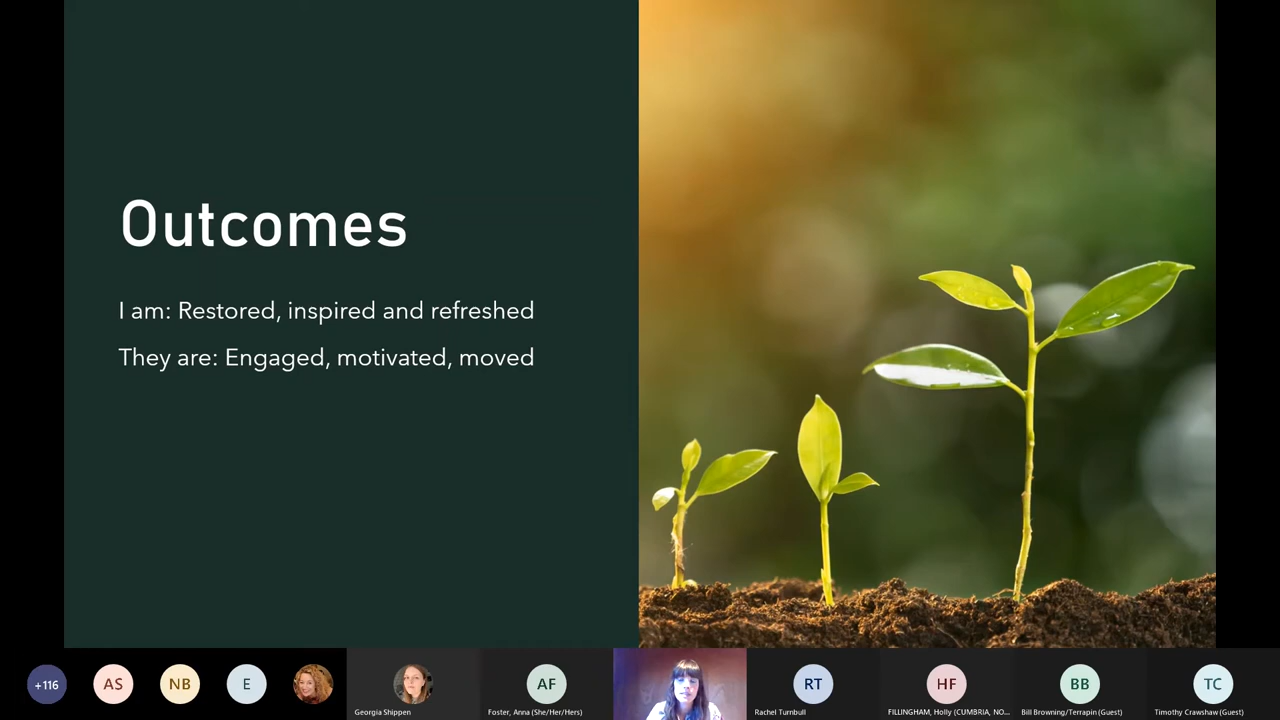 Outcomes
I am: Restored, inspired and refreshed
They are: Engaged, motivated, moved
+116
AS
NB
E
Georgia Shippen
AF
Foster, Anna (She/Her/Hers)
RT
Rachel Turnbull
HF
FILLINGHAM, Holly (CUMBRIA, NO...
BB
Bill Browning/Terrapin (Guest)
TC
Timothy Crawshaw (Guest)